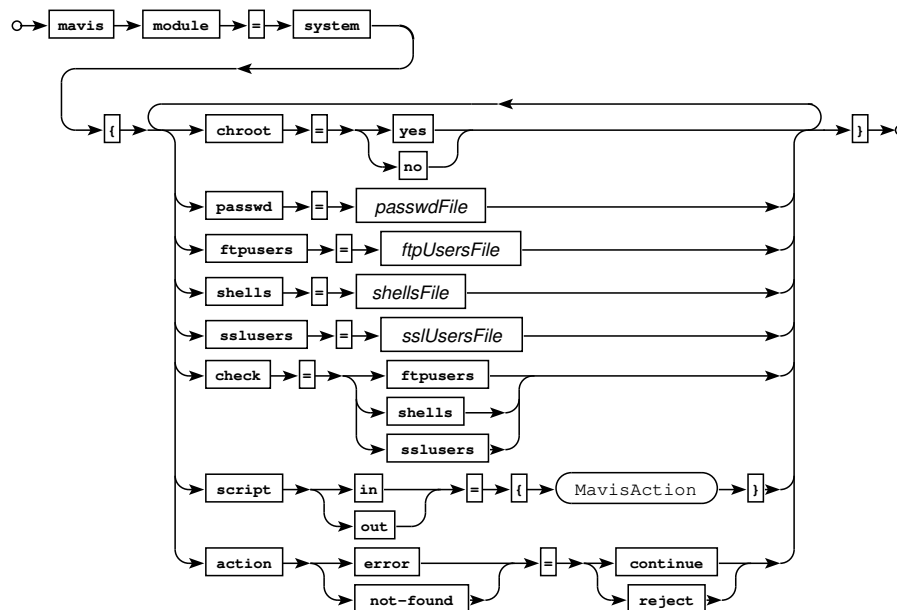 mavis module = system
{ chroot = yes }
no
passwd = passwdFile
ftpusers = ftpUsersFile
shells = shellsFile
sslusers = sslUsersFile
check = ftpusers
shells
sslusers
script in = { MavisAction }
out
action error = continue
not-found reject